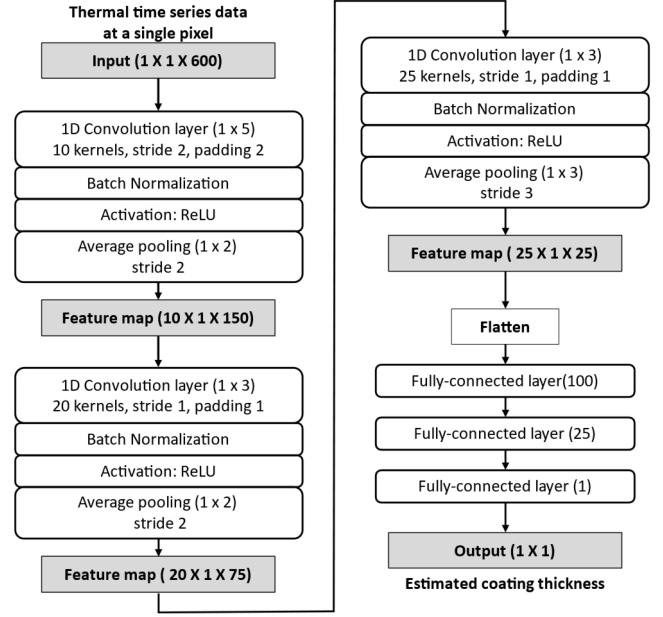 Thermal time series data
at a single pixel
Input (1 X 1 X 600)
1D Convolution layer (1 x 5)
10 kernels, stride 2, padding 2
Batch Normalization
Activation: ReLU
Average pooling (1 x 2)
stride 2
Feature map (10 X 1 X 150)
1D Convolution layer (1 x 3)
20 kernels, stride 1, padding 1
Batch Normalization
Activation: ReLU
Average pooling (1 x 2)
stride 2
Feature map ( 20 X 1 X 75)
1D Convolution layer (1 x 3)
25 kernels, stride 1, padding 1
Batch Normalization
Activation: ReLU
Average pooling (1 x 3)
stride 3
Feature map ( 25 X 1 X 25)
Flatten
Fully-connected layer(100)
Fully-connected layer (25)
Fully-connected layer (1)
Output (1 X 1)
Estimated coating thickness